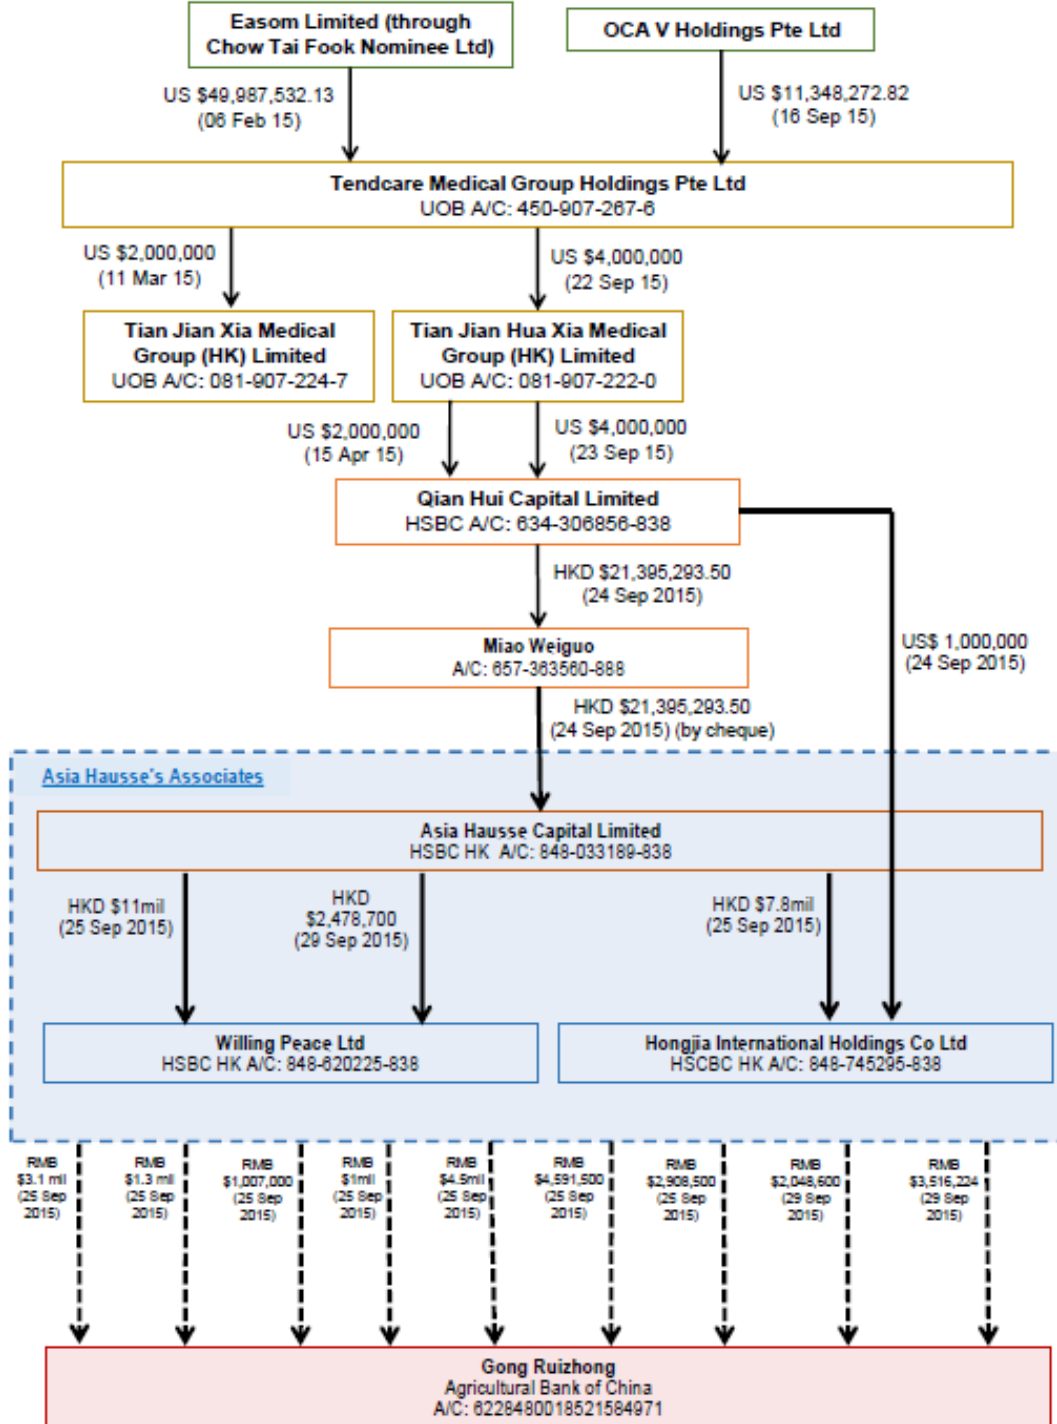 Easom Limited (through
Chow Tai Fook Nominee Ltd)
OCA V Holdings Pte Ltd
US $49,987,532.13
(06 Feb 15)
US $11,348,272.82
(16 Sep 15)
Tendcare Medical Group Holdings Pte Ltd
UOB A/C: 450-907-267-6
US $2,000,000
(11 Mar 15)
US $4,000,000
(22 Sep 15)
Tian Jian Xia Medical
Group (HK) Limited
UOB A/C: 081-907-224-7
Tian Jian Hua Xia Medical
Group (HK) Limited
UOB A/C: 081-907-222-0
US $2,000,000
(15 Apr 15)
US $4,000,000
(23 Sep 15)
Qian Hui Capital Limited
HSBC A/C: 634-306856-838
HKD $21,395,293.50
(24 Sep 2015)
US$ 1,000,000
(24 Sep 2015)
Miao Weiguo
A/C: 657-363560-888
HKD $21,395,293.50
(24 Sep 2015) (by cheque)
Asia Hausse's Associates
Asia Hausse Capital Limited
HSBC HK A/C: 848-033189-838
HKD $11mil
(25 Sep 2015)
HKD
$2,478,700
(29 Sep 2015)
HKD $7.8mil
(25 Sep 2015)
Willing Peace Ltd
HSBC HK A/C: 848-620225-838
Hongjia International Holdings Co Ltd
HSCBC HK A/C: 848-745295-838
RMB
$3.1 mil
(25 Sep
2015)
RMB
$1.3 mil
(25 Sep
2015)
RMB
$1,007,000
(25 Sep
2015)
RMB
$1mil
(25 Sep
2015)
RMB
$4.5mil
(25 Sep
2015)
RMB
$4,591,500
(25 Sep
2015)
RMB
$2,908,500
(25 Sep
2015)
RMB
$2,048,600
(29 Sep
2015)
RMB
$3,516,224
(29 Sep
2015)
Gong Ruizhong
Agricultural Bank of China
A/C: 6228480018521584971